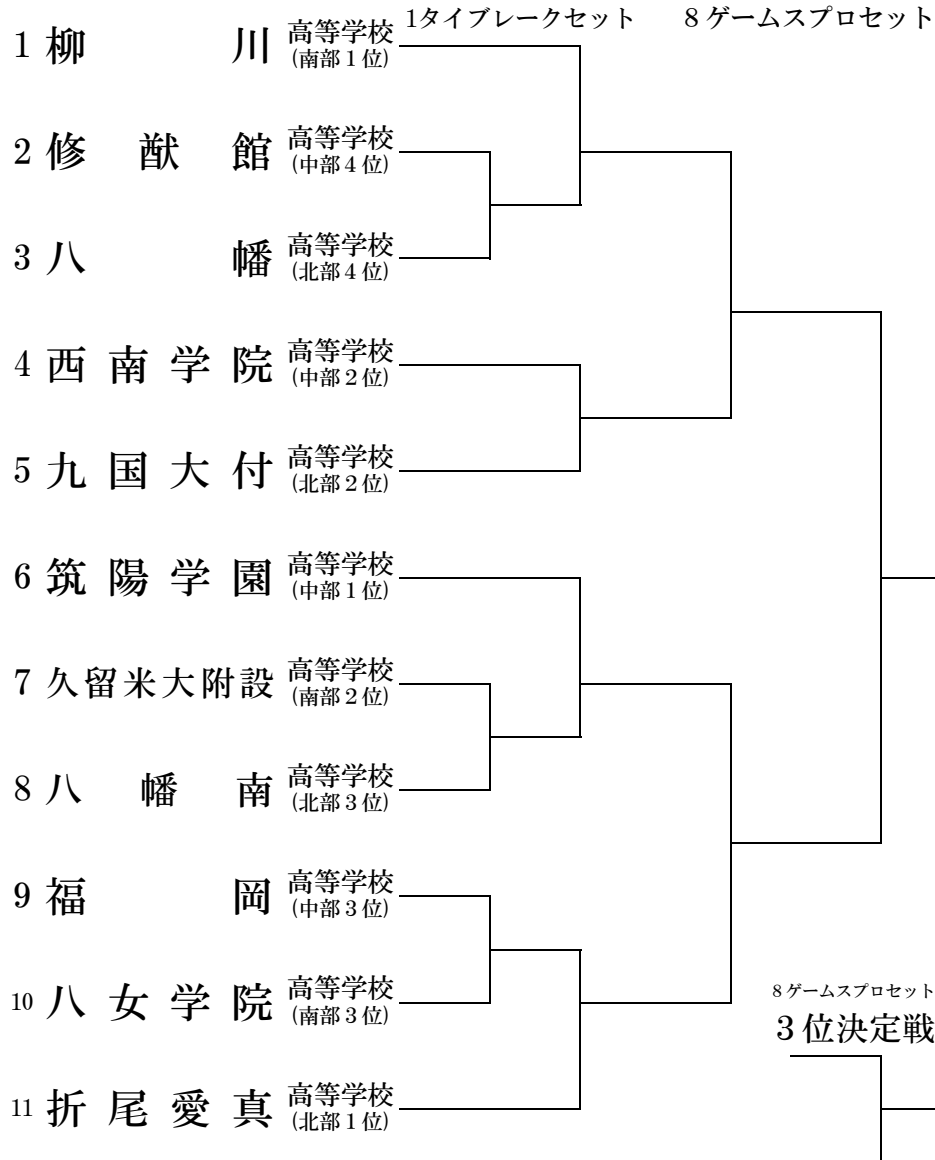 1タイブレークセット 8ゲームスプロセット
1 柳川 高等学校
(南部1位)
2 修猷館 高等学校
(中部4位)
3 八幡 高等学校
(北部4位)
4 西南学院 高等学校
(中部2位)
5 九国大付 高等学校
(北部2位)
6 筑陽学園 高等学校
(中部1位)
7 久留米大附設 高等学校
(南部2位)
8 八幡南 高等学校
(北部3位)
9 福岡 高等学校
(中部3位)
10 八女学院 高等学校
(南部3位)
8ゲームスプロセット
3位決定戦
11 折尾愛真 高等学校
(北部1位)